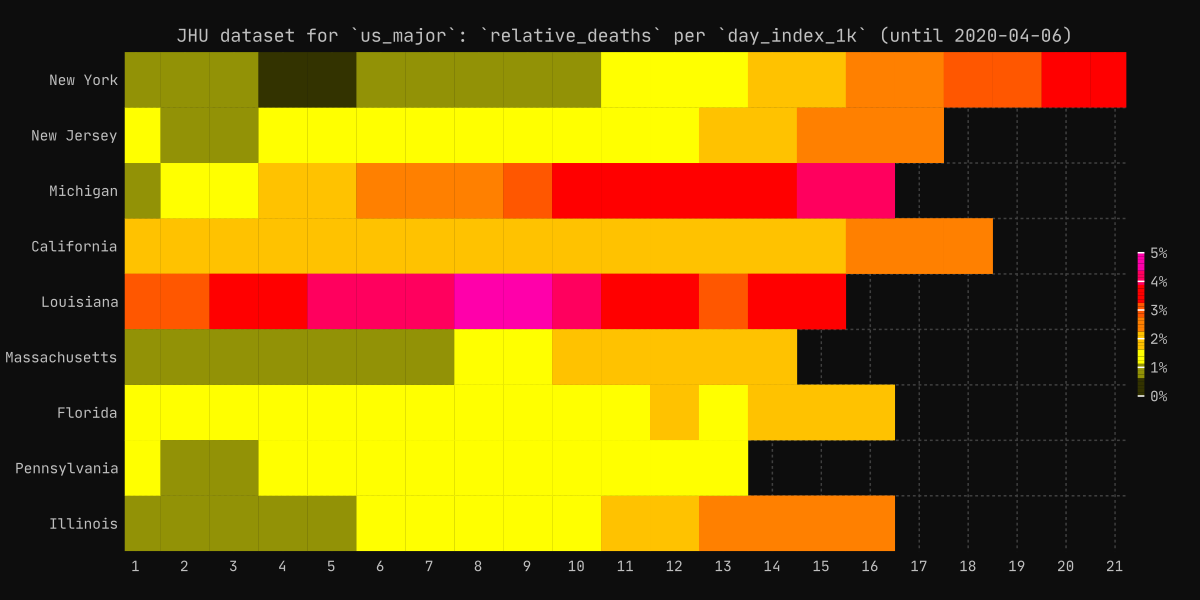 JHU dataset for `us_major`: `relative_deaths` per `day_index_1k` (until 2020-04-06)
New York
New Jersey
Michigan
California
Louisiana
Massachusetts
Florida
Pennsylvania
Illinois
5%
4%
3%
2%
1%
0%
1 2 3 4 5 6 7 8 9 10 11 12 13 14 15 16 17 18 19 20 21